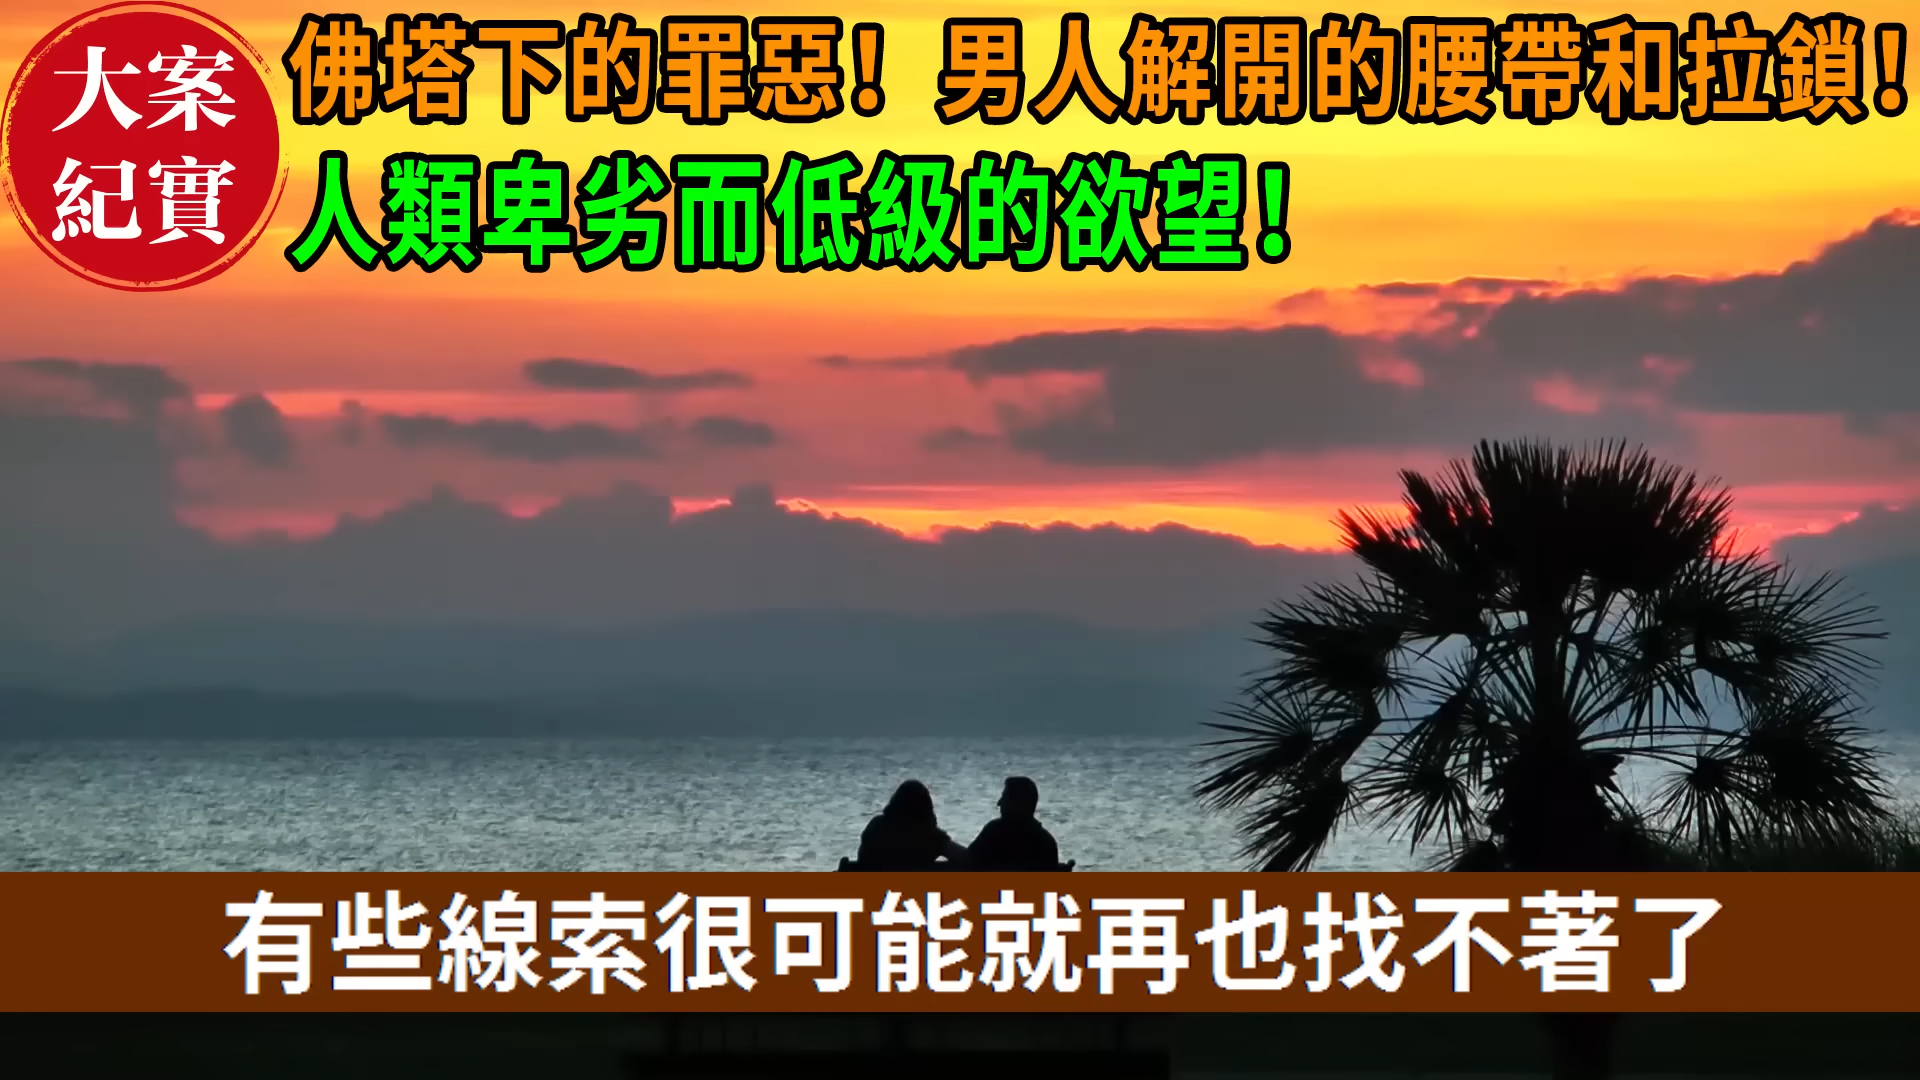 大案
紀實
佛塔下的罪惡！男人解開的腰帶和拉鎖！
人類卑劣而低級的欲望！
有些線索很可能就再也找不著了